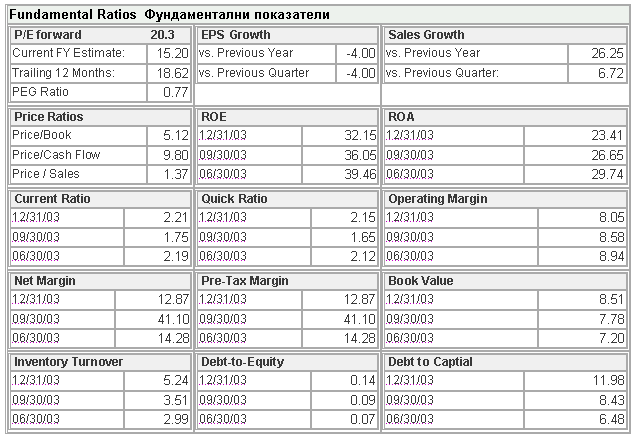 Fundamental Ratios Фундаментални показатели
P/E forward 20.3 EPS Growth Sales Growth
Current FY Estimate: 15.20 vs. Previous Year -4.00 vs. Previous Year 26.25
Trailing 12 Months: 18.62 vs. Previous Quarter -4.00 vs. Previous Quarter: 6.72
PEG Ratio 0.77
Price Ratios ROE ROA
Price/Book 5.12 12/31/03 32.15 12/31/03 23.41
Price/Cash Flow 9.80 09/30/03 36.05 09/30/03 26.65
Price / Sales 1.37 06/30/03 39.46 06/30/03 29.74
Current Ratio Quick Ratio Operating Margin
12/31/03 2.21 12/31/03 2.15 12/31/03 8.05
09/30/03 1.75 09/30/03 1.65 09/30/03 8.58
06/30/03 2.19 06/30/03 2.12 06/30/03 8.94
Net Margin Pre-Tax Margin Book Value
12/31/03 12.87 12/31/03 12.87 12/31/03 8.51
09/30/03 41.10 09/30/03 41.10 09/30/03 7.78
06/30/03 14.28 06/30/03 14.28 06/30/03 7.20
Inventory Turnover Debt-to-Equity Debt to Captial
12/31/03 5.24 12/31/03 0.14 12/31/03 11.98
09/30/03 3.51 09/30/03 0.09 09/30/03 8.43
06/30/03 2.99 06/30/03 0.07 06/30/03 6.48